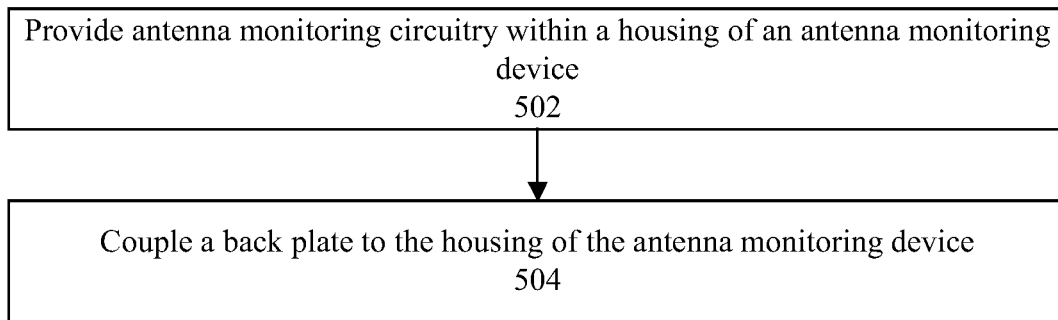 Provide antenna monitoring circuitry within a housing of an antenna monitoring
device
502
Couple a back plate to the housing of the antenna monitoring device
504